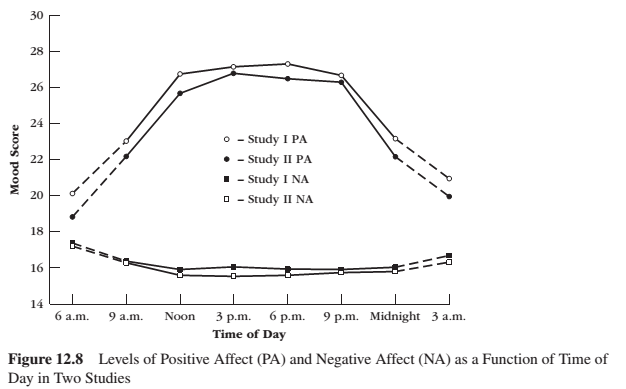 30
28
26
24
22
20
18
16
14
Mood Score
– Study I PA
– Study II PA
– Study I NA
– Study II NA
6 a.m. 9 a.m. Noon 3 p.m. 6 p.m. 9 p.m. Midnight 3 a.m.
Time of Day
Figure 12.8 Levels of Positive Affect (PA) and Negative Affect (NA) as a Function of Time of
Day in Two Studies